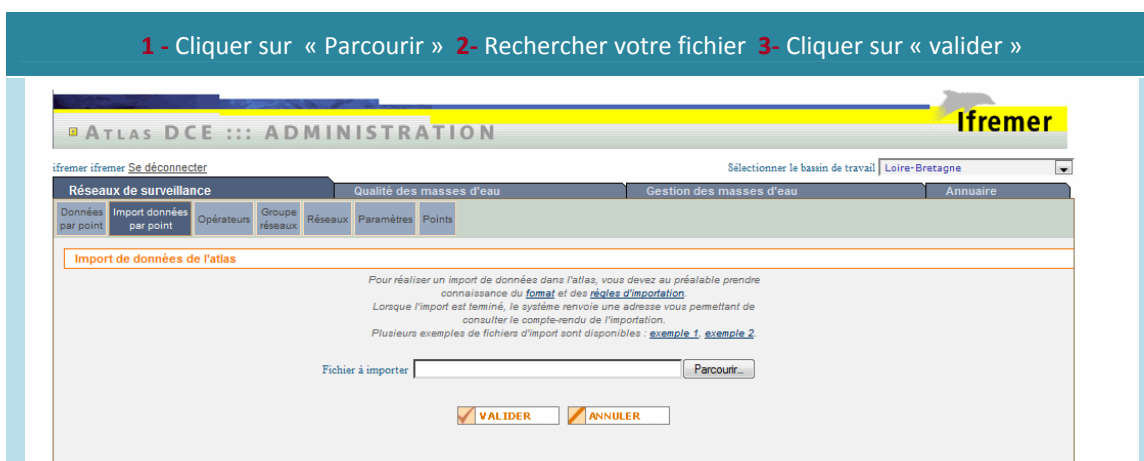 1 - Cliquer sur « Parcourir » 2- Rechercher votre fichier 3- Cliquer sur « valider »
Ifremer
ATLAS DCE ::: ADMINISTRATION
ifremer ifremer Se déconnecter
Sélectionner le bassin de travail Loire-Bretagne
Réseaux de surveillance Qualité des masses d'eau Gestion des masses d'eau Annuaire
Données par point Import données par point Opérateurs Groupe réseaux Réseaux Paramètres Points
Import de données de l'atlas
Pour réaliser un import de données dans l'atlas, vous devez au préalable prendre
connaissance du format et des règles d'importation.
Lorsque l'import est terminé, le système renvoie une adresse vous permettant de
consulter le compte-rendu de l'importation.
Plusieurs exemples de fichiers d'import sont disponibles : exemple 1, exemple 2.
Fichier à importer Parcourir...
VALIDER ANNULER